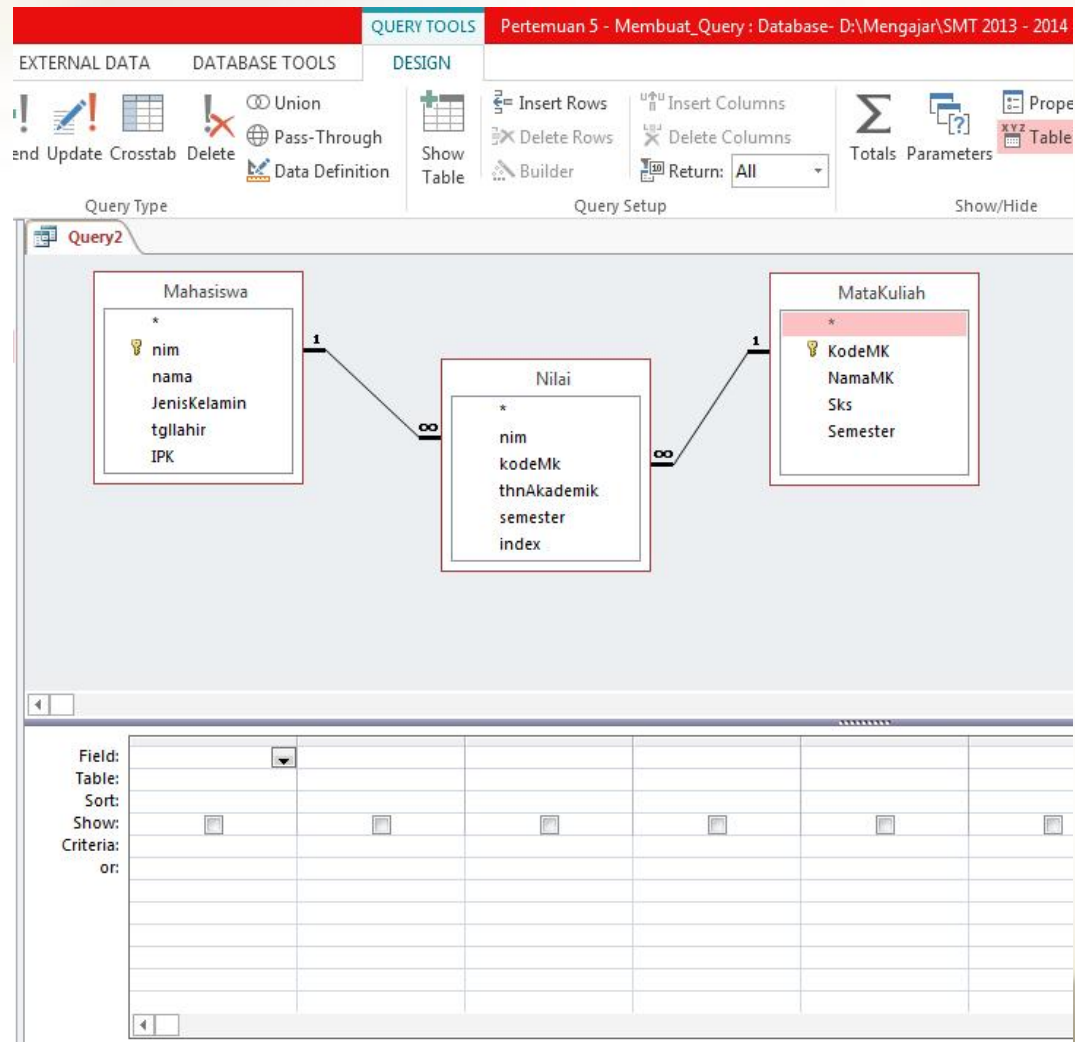 QUERY TOOLS Pertemuan 5 - Membuat_Query : Database- D:\Mengajar\SMT 2013 - 2014
EXTERNAL DATA DATABASE TOOLS DESIGN
Union
Pass-Through
Data Definition
end Update Crosstab Delete
Show
Table
Insert Rows
Delete Rows
Builder
Insert Columns
Delete Columns
Return: All
Totals Parameters
Prope
XYZ Table
Query Type Query Setup Show/Hide
Query2
Mahasiswa
*
nim
nama
JenisKelamin
tgllahir
IPK
1
∞
Nilai
*
nim
kodeMk
thnAkademik
semester
index
∞
1
MataKuliah
*
KodeMK
NamaMK
Sks
Semester
Field:
Table:
Sort:
Show:
Criteria:
or: